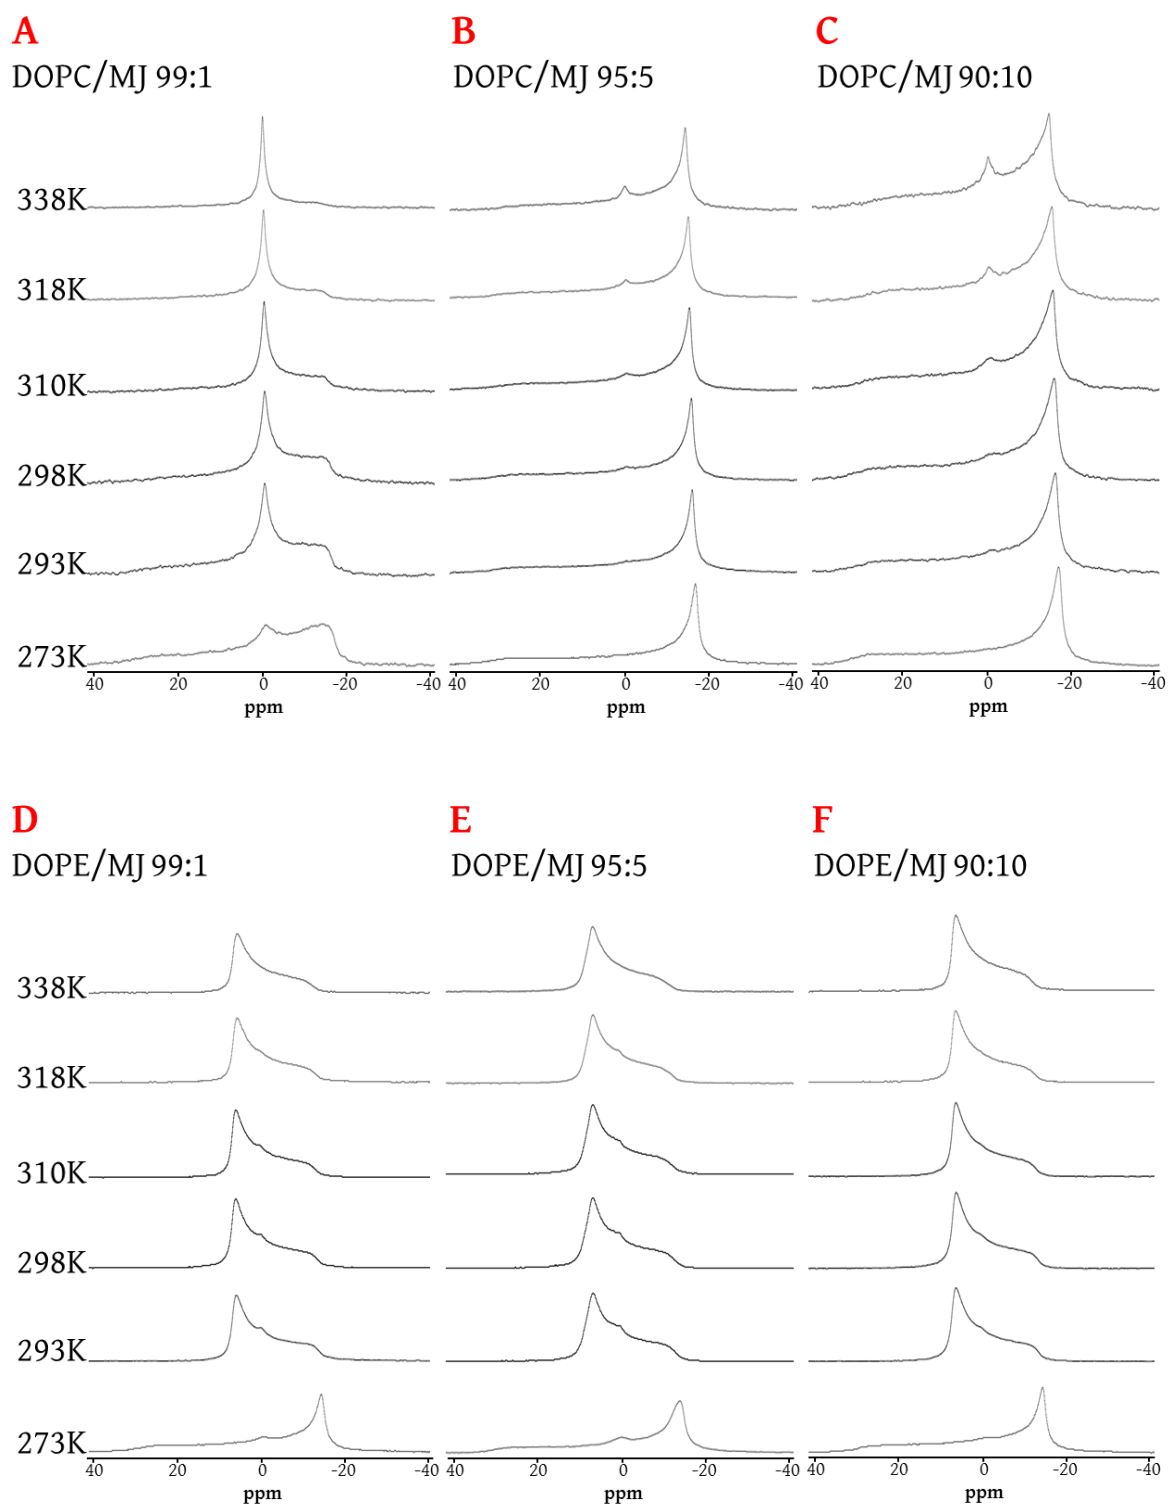 A
DOPC/MJ 99:1
B
DOPC/MJ 95:5
C
DOPC/MJ 90:10
338K
318K
310K
298K
293K
273K
40 20 0 -20 -40
ppm
40 20 0 -20 -40
ppm
40 20 0 -20 -40
ppm
D
DOPE/MJ 99:1
E
DOPE/MJ 95:5
F
DOPE/MJ 90:10
338K
318K
310K
298K
293K
273K
40 20 0 -20 -40
ppm
40 20 0 -20 -40
ppm
40 20 0 -20 -40
ppm